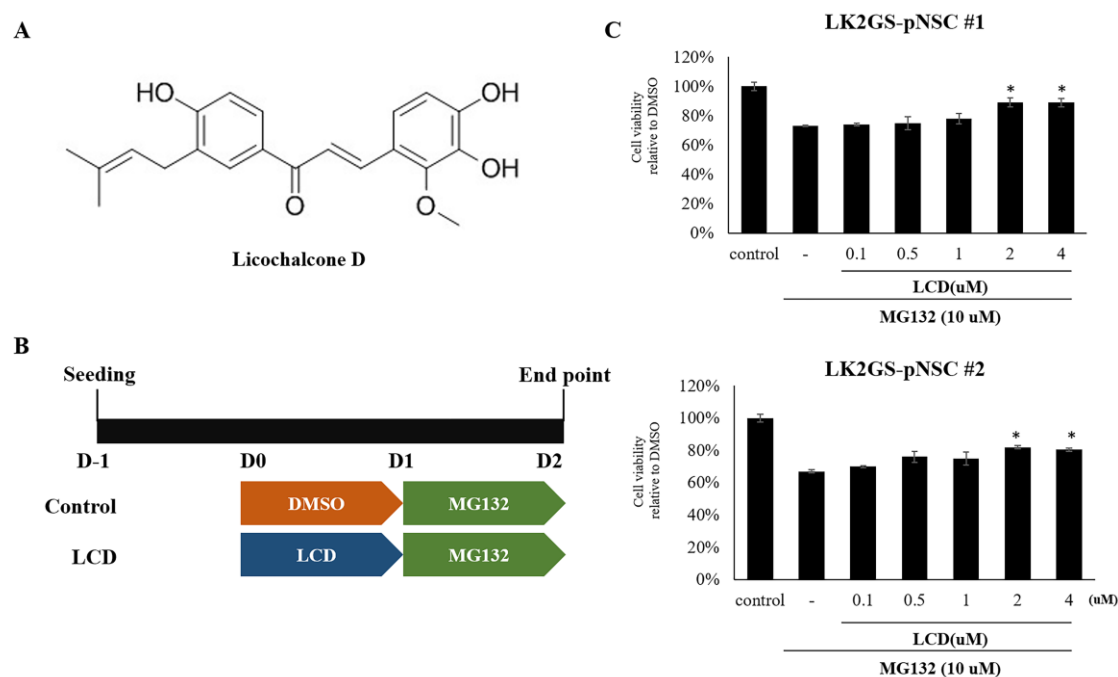 A
HO
OH
OH
O
O
Licochalcone D
B
Seeding
End point
D-1
D0
D1
D2
Control
DMSO
MG132
LCD
LCD
MG132
C
LK2GS-pNSC #1
Cell viability
relative to DMSO
120%
100%
80%
60%
40%
20%
0%
* *
control - 0.1 0.5 1 2 4
LCD(uM)
MG132 (10 uM)
LK2GS-pNSC #2
Cell viability
relative to DMSO
120%
100%
80%
60%
40%
20%
0%
* *
control - 0.1 0.5 1 2 4 (uM)
LCD(uM)
MG132 (10 uM)